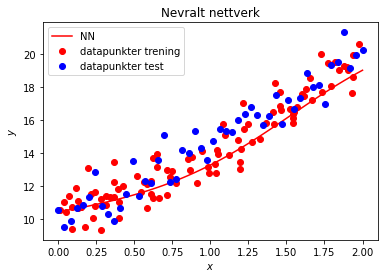 Nevralt nettverk
NN
datapunkter trening
datapunkter test
y
20
18
16
14
12
10
0.00 0.25 0.50 0.75 1.00 1.25 1.50 1.75 2.00
x